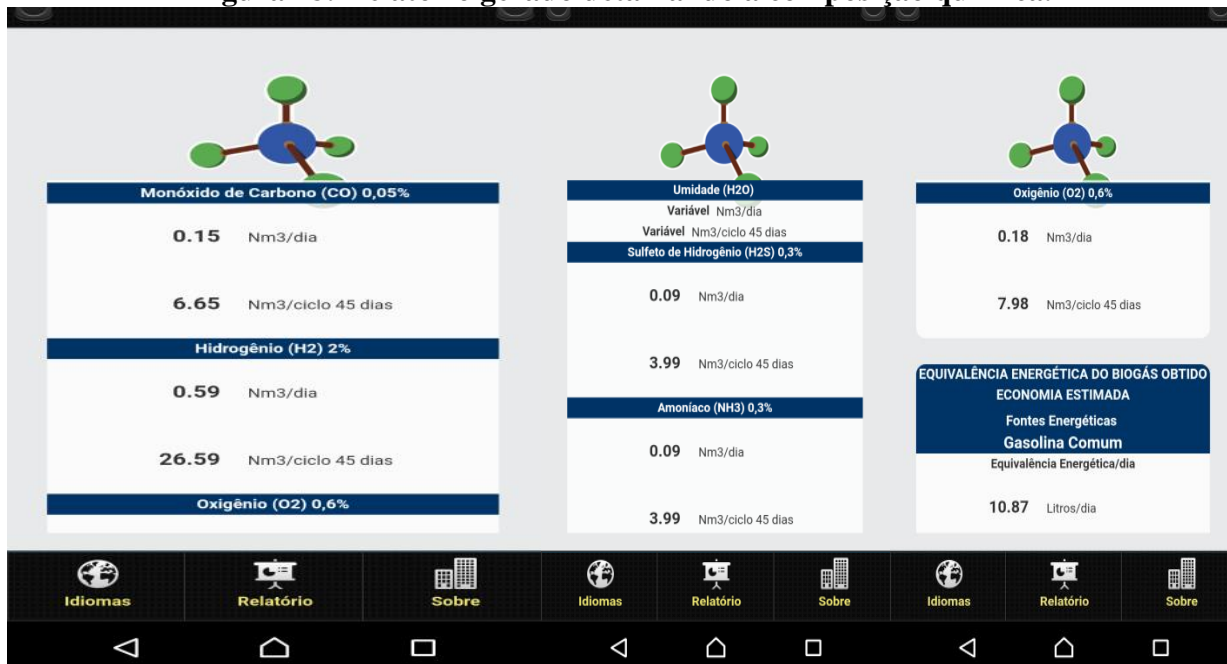 Monóxido de Carbono (CO) 0,05%
0.15 Nm3/dia
6.65 Nm3/ciclo 45 dias
Hidrogênio (H2) 2%
0.59 Nm3/dia
26.59 Nm3/ciclo 45 dias
Oxigênio (O2) 0,6%
Idiomas
Relatório
Sobre
Umidade (H2O)
Variável Nm3/dia
Variável Nm3/ciclo 45 dias
Sulfeto de Hidrogênio (H2S) 0,3%
0.09 Nm3/dia
3.99 Nm3/ciclo 45 dias
Amoníaco (NH3) 0,3%
0.09 Nm3/dia
3.99 Nm3/ciclo 45 dias
Idiomas
Relatório
Sobre
Oxigênio (O2) 0,6%
0.18 Nm3/dia
7.98 Nm3/ciclo 45 dias
EQUIVALÊNCIA ENERGÉTICA DO BIOGÁS OBTIDO
ECONOMIA ESTIMADA
Fontes Energéticas
Gasolina Comum
Equivalência Energética/dia
10.87 Litros/dia
Idiomas
Relatório
Sobre